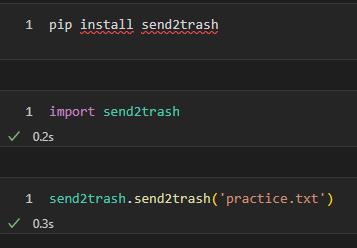 1 pip install send2trash
1 import send2trash
0.2s
1 send2trash.send2trash('practice.txt')
0.3s